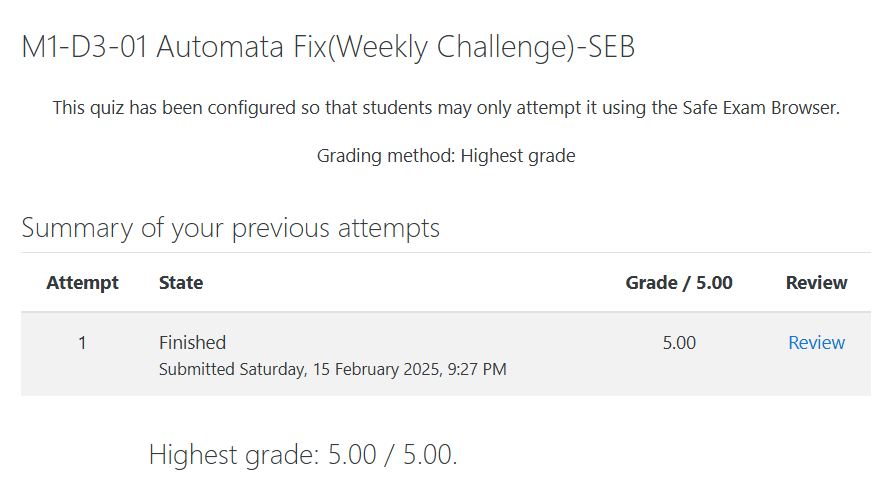 M1-D3-01 Automata Fix(Weekly Challenge)-SEB
This quiz has been configured so that students may only attempt it using the Safe Exam Browser.
Grading method: Highest grade
Summary of your previous attempts
Attempt State Grade / 5.00 Review
1 Finished 5.00 Review
Submitted Saturday, 15 February 2025, 9:27 PM
Highest grade: 5.00 / 5.00.